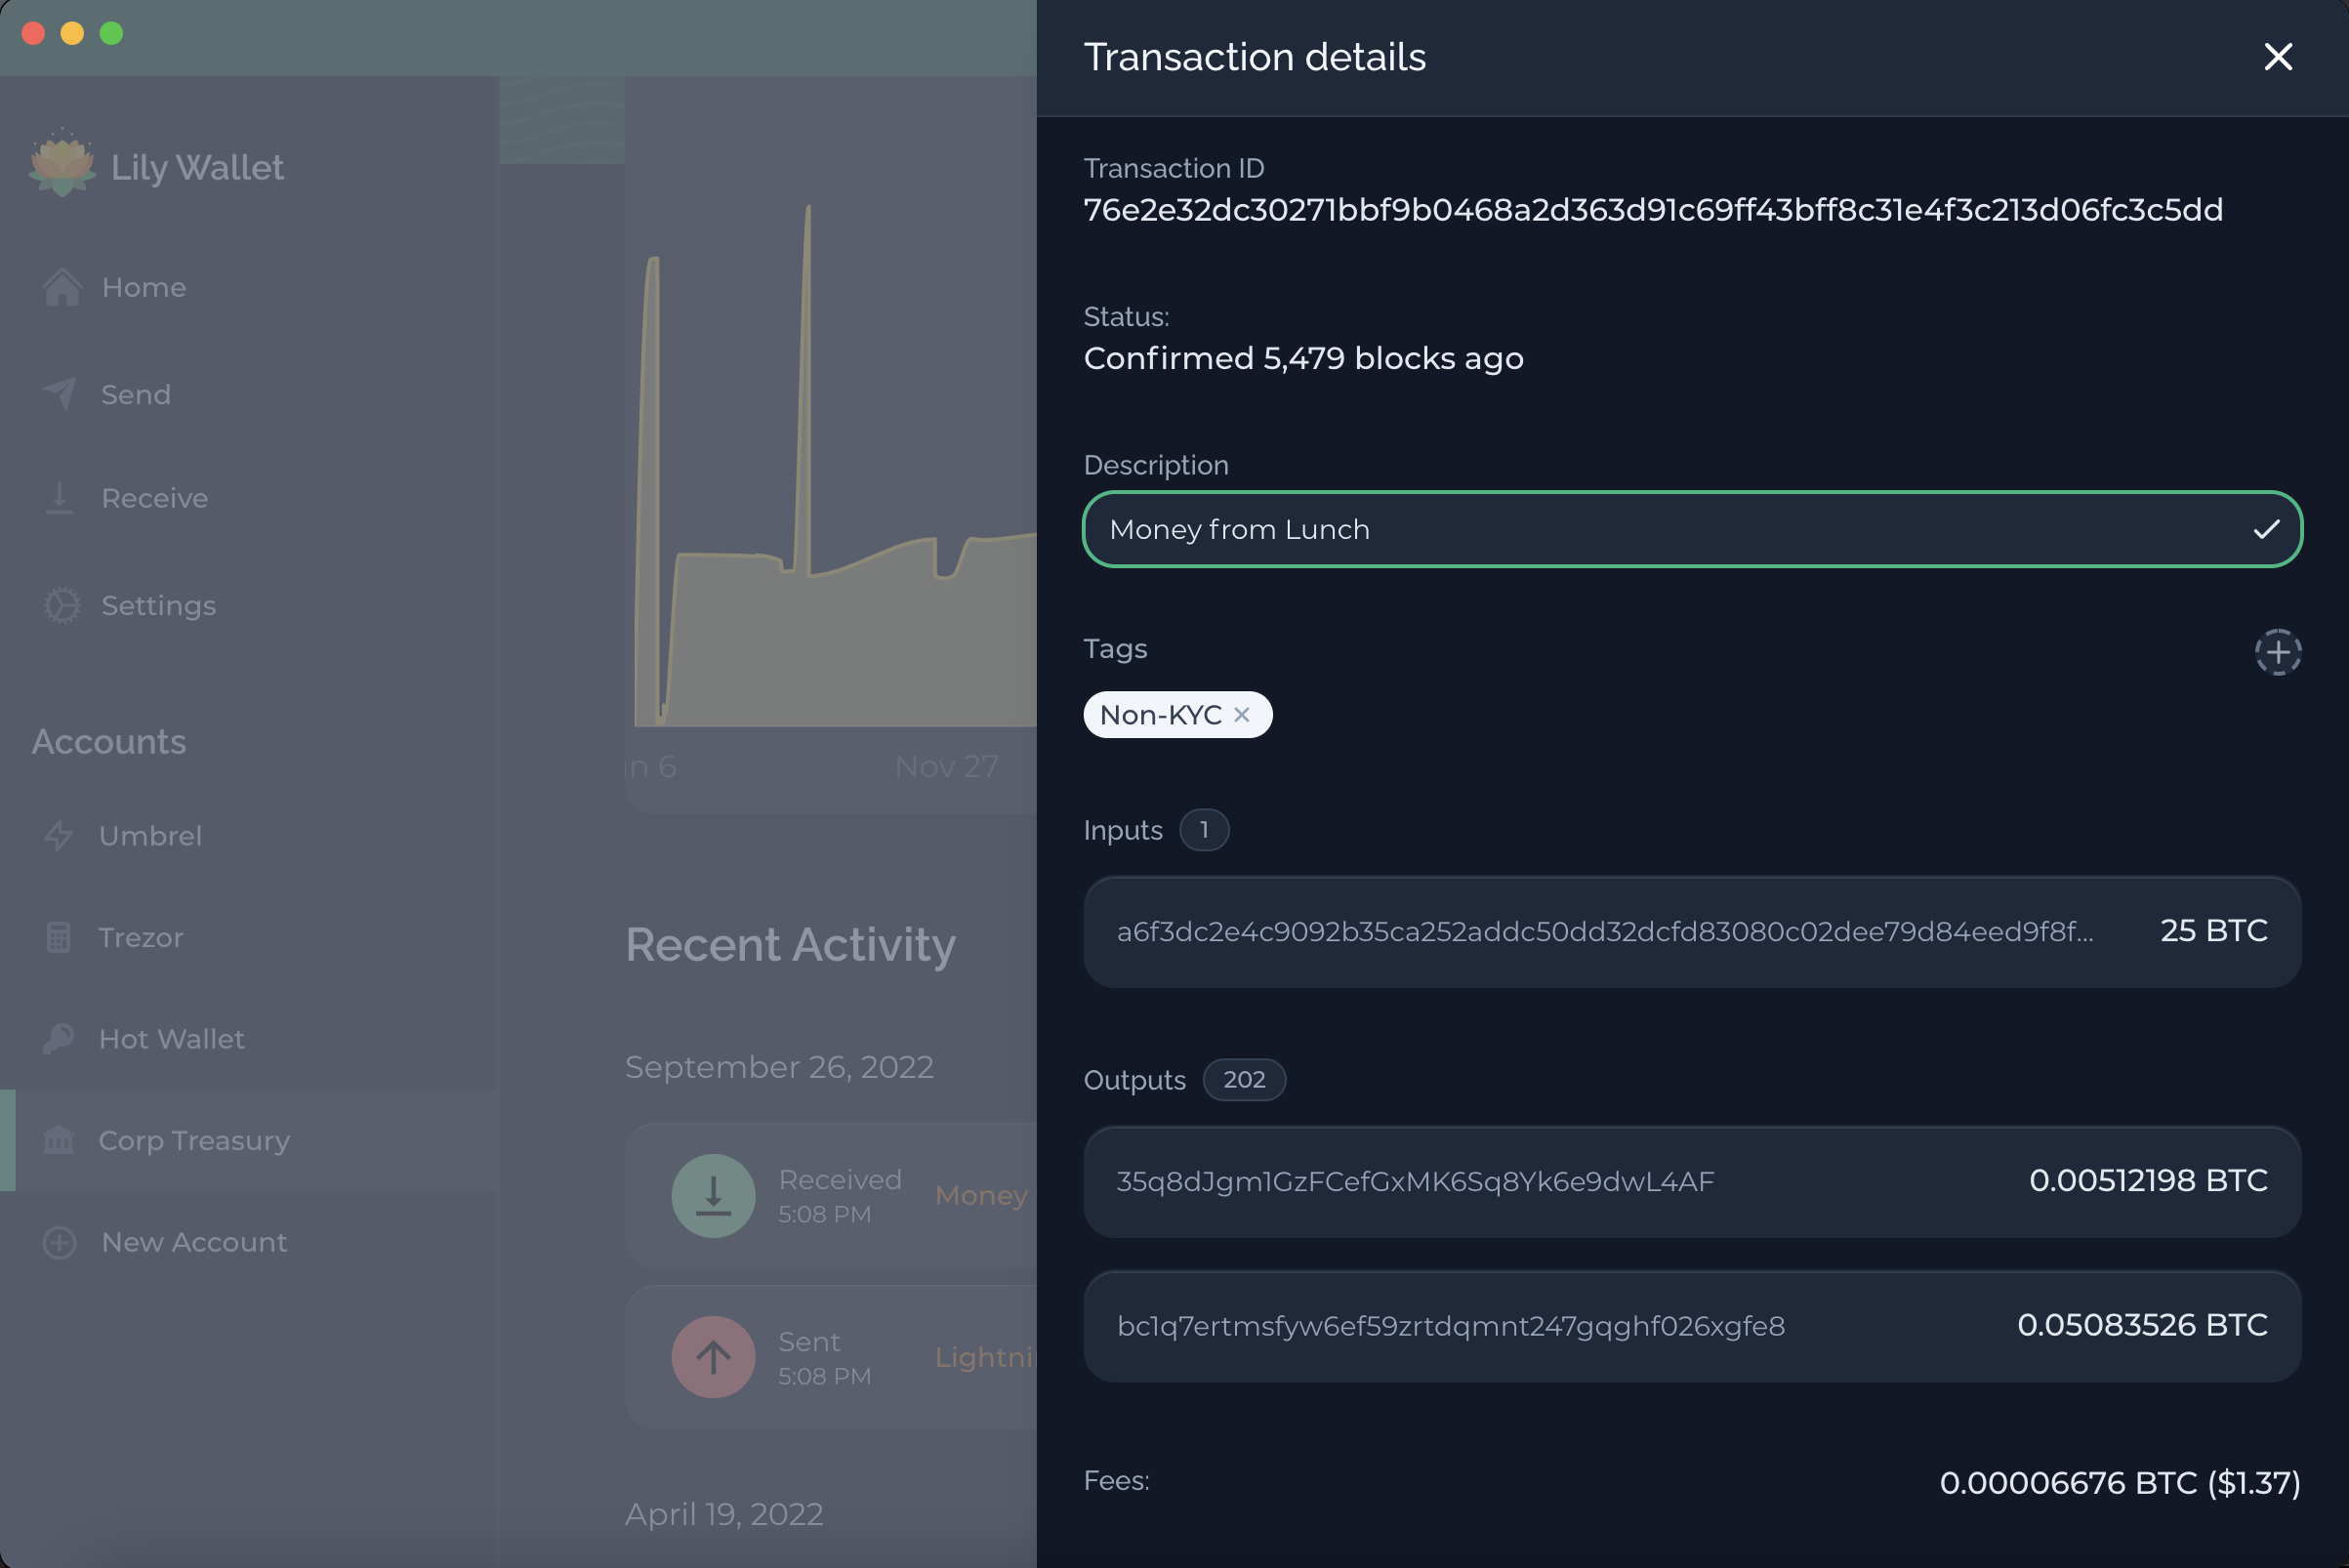 Lily Wallet
Home
Send
Receive
Settings
Accounts
Umbrel
Trezor
Hot Wallet
Corp Treasury
New Account
6
Nov 27
Recent Activity
September 26, 2022
Received
5:08 PM
Money
Sent
5:08 PM
April 19, 2022
Transaction details
Transaction ID
76e2e32dc30271bbf9b0468a2d363d91c69ff43bff8c31e4f3c213d06fc3c5dd
Status:
Confirmed 5,479 blocks ago
Description
Money from Lunch
Tags
Non-KYC
Inputs 1
a6f3dc2e4c9092b35ca252addc50dd32dcfd83080c02dee79d84eed9f8f... 25 BTC
Outputs 202
35q8dJgm1GzFCefGxMK6Sq8Yk6e9dwL4AF 0.00512198 BTC
bc1q7ertmsfyw6ef59zrtdqmnt247gqghf026xgfe8 0.05083526 BTC
Fees: 0.00006676 BTC ($1.37)